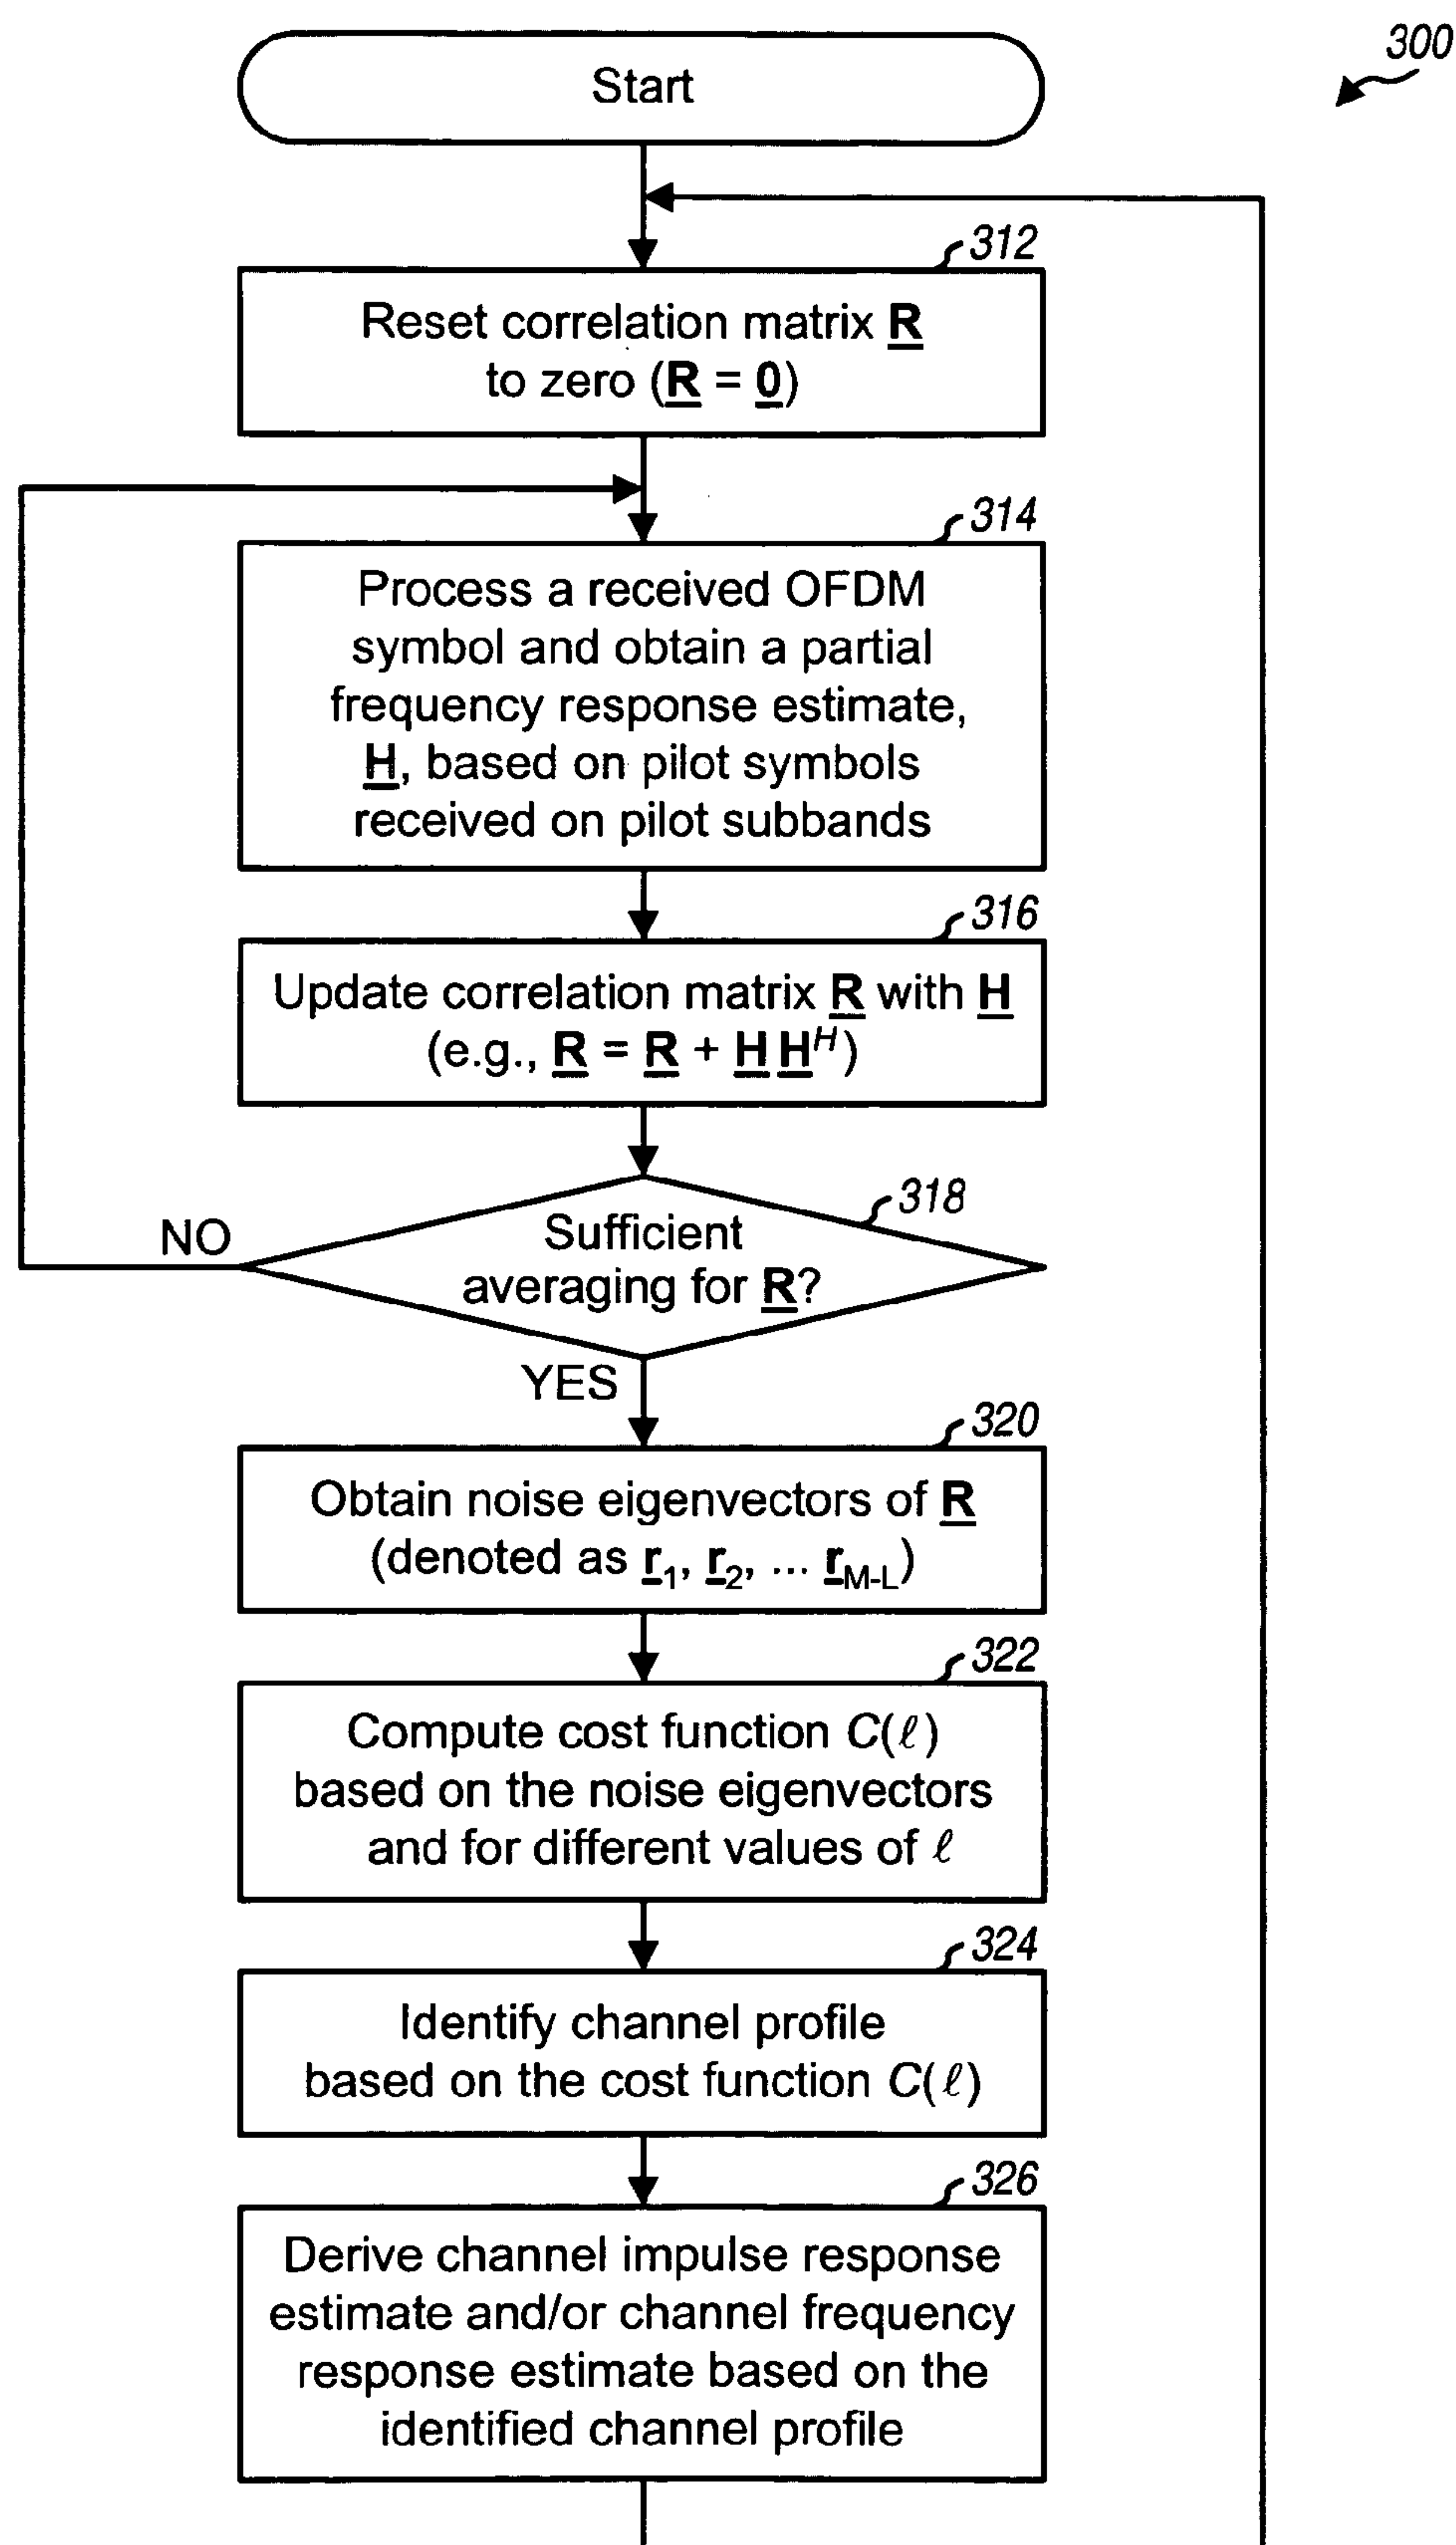 300
Start
312
Reset correlation matrix R
to zero (R = 0)
314
Process a received OFDM
symbol and obtain a partial
frequency response estimate,
H, based on pilot symbols
received on pilot subbands
316
Update correlation matrix R with H
(e.g., R = R + H H^H)
318
NO
Sufficient
averaging for R?
YES
320
Obtain noise eigenvectors of R
(denoted as r_1, r_2, ... r_M-L)
322
Compute cost function C(ℓ)
based on the noise eigenvectors
and for different values of ℓ
324
Identify channel profile
based on the cost function C(ℓ)
326
Derive channel impulse response
estimate and/or channel frequency
response estimate based on the
identified channel profile